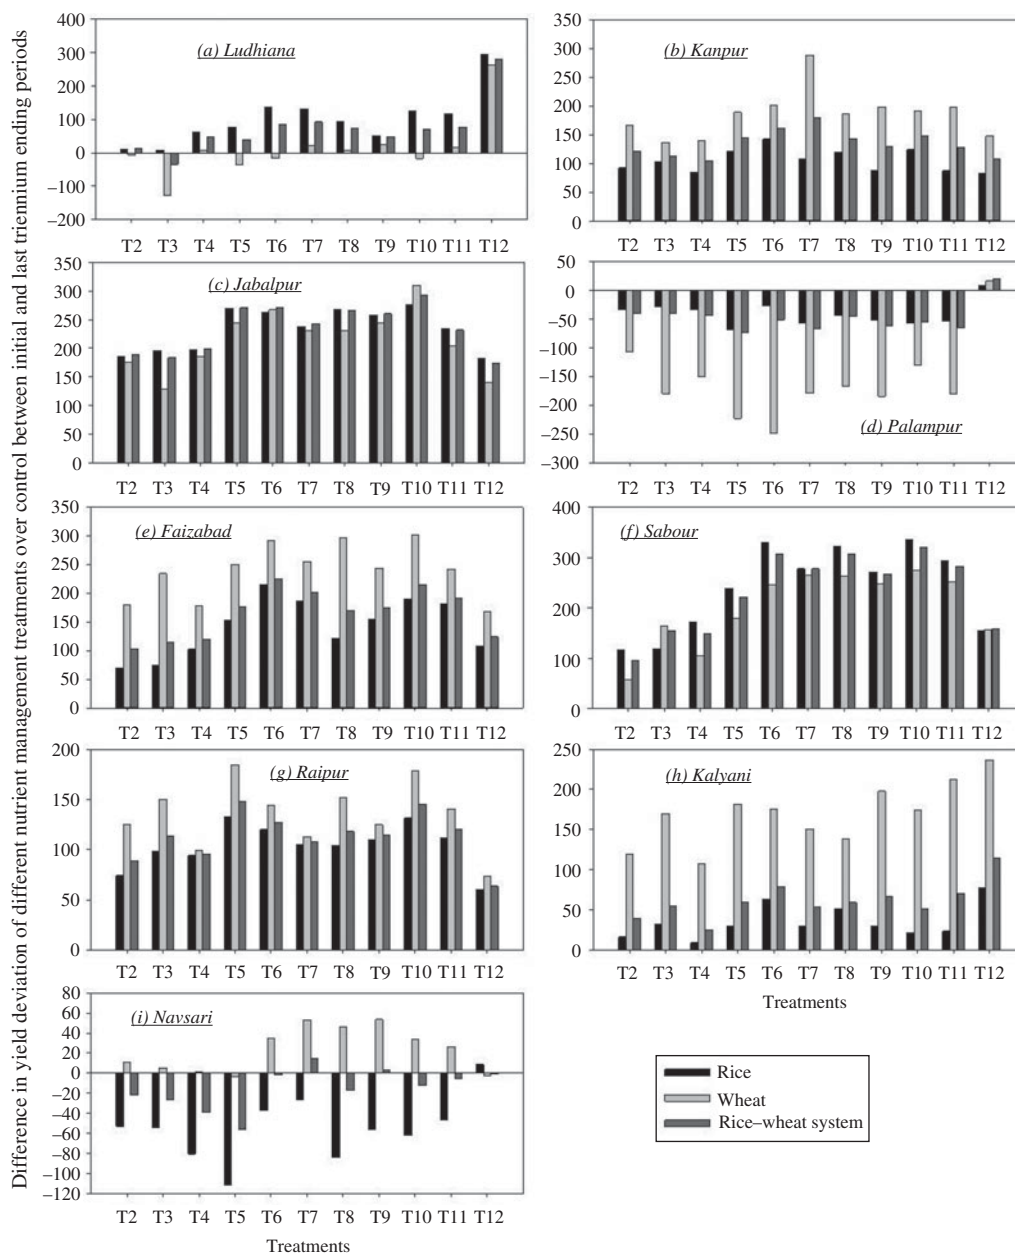 Difference in yield deviation of different nutrient management treatments over control between initial and last triennium ending periods
(a) Ludhiana
400
300
200
100
0
−100
−200
T2 T3 T4 T5 T6 T7 T8 T9 T10 T11 T12
(b) Kanpur
350
300
250
200
150
100
50
0
T2 T3 T4 T5 T6 T7 T8 T9 T10 T11 T12
(c) Jabalpur
350
300
250
200
150
100
50
0
T2 T3 T4 T5 T6 T7 T8 T9 T10 T11 T12
50
0
−50
−100
−150
−200
−250
−300
(d) Palampur
T2 T3 T4 T5 T6 T7 T8 T9 T10 T11 T12
(e) Faizabad
350
300
250
200
150
100
50
0
T2 T3 T4 T5 T6 T7 T8 T9 T10 T11 T12
(f) Sabour
400
300
200
100
0
T2 T3 T4 T5 T6 T7 T8 T9 T10 T11 T12
(g) Raipur
200
150
100
50
0
T2 T3 T4 T5 T6 T7 T8 T9 T10 T11 T12
(h) Kalyani
250
200
150
100
50
0
T2 T3 T4 T5 T6 T7 T8 T9 T10 T11 T12
Treatments
(i) Navsari
80
60
40
20
0
−20
−40
−60
−80
−100
−120
T2 T3 T4 T5 T6 T7 T8 T9 T10 T11 T12
Treatments
Rice
Wheat
Rice–wheat system